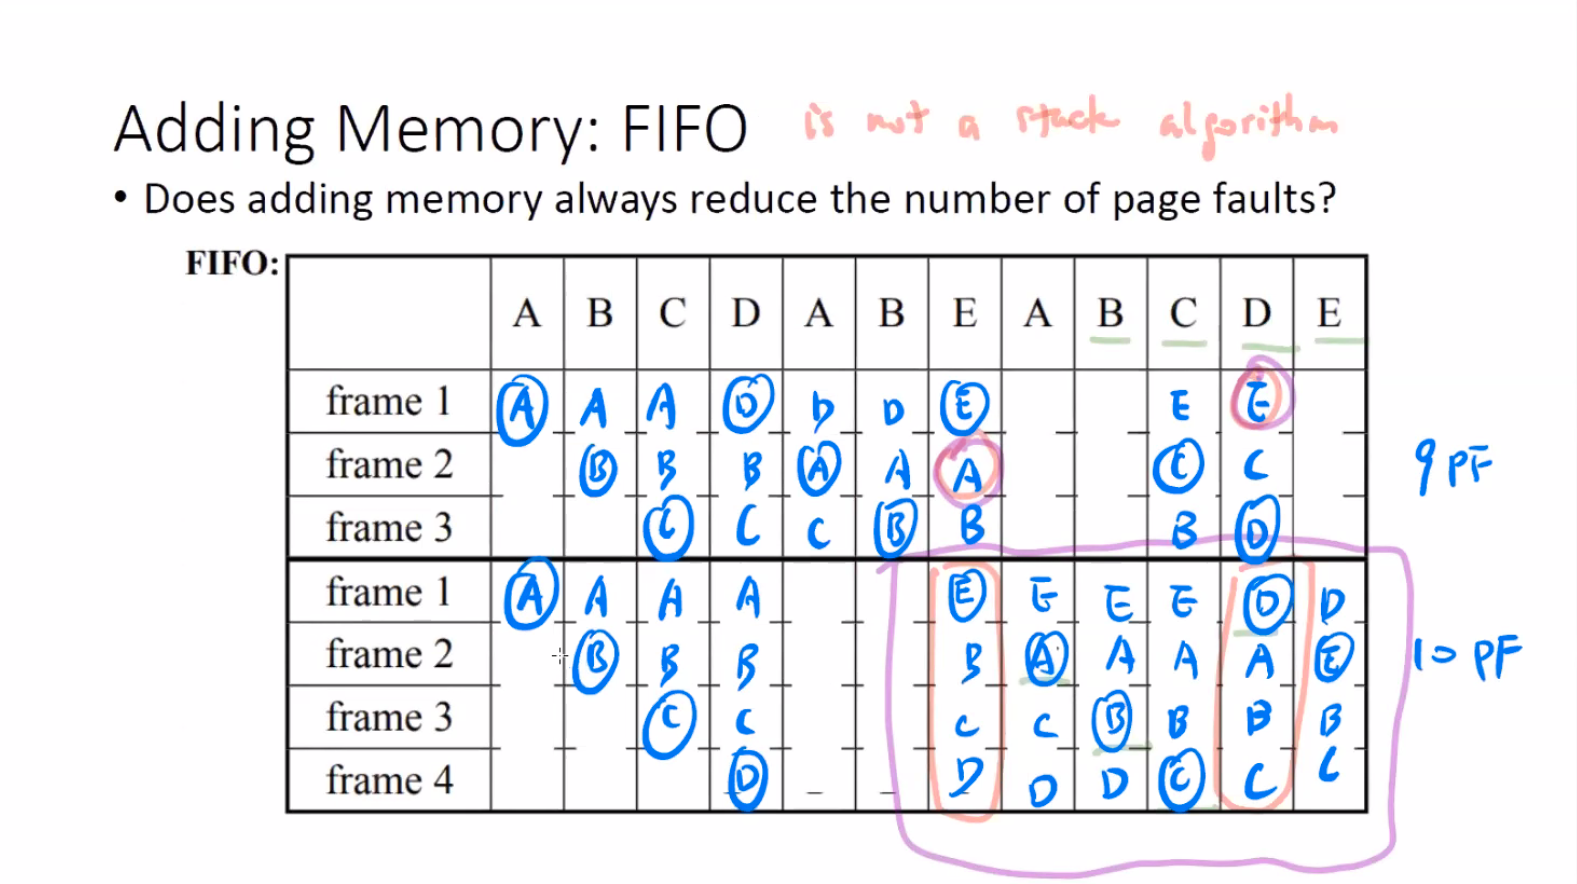 Adding Memory: FIFO is not a stack algorithm
• Does adding memory always reduce the number of page faults?
FIFO:
A B C D A B E A B C D E
frame 1 A A A D D D E E E
frame 2 B B B A A A C C 9 PF
frame 3 C C C B B B D
frame 1 A A A A E E E E D D
frame 2 B B B B A A A A E 10 PF
frame 3 C C C C B B B B
frame 4 D D D D C C C